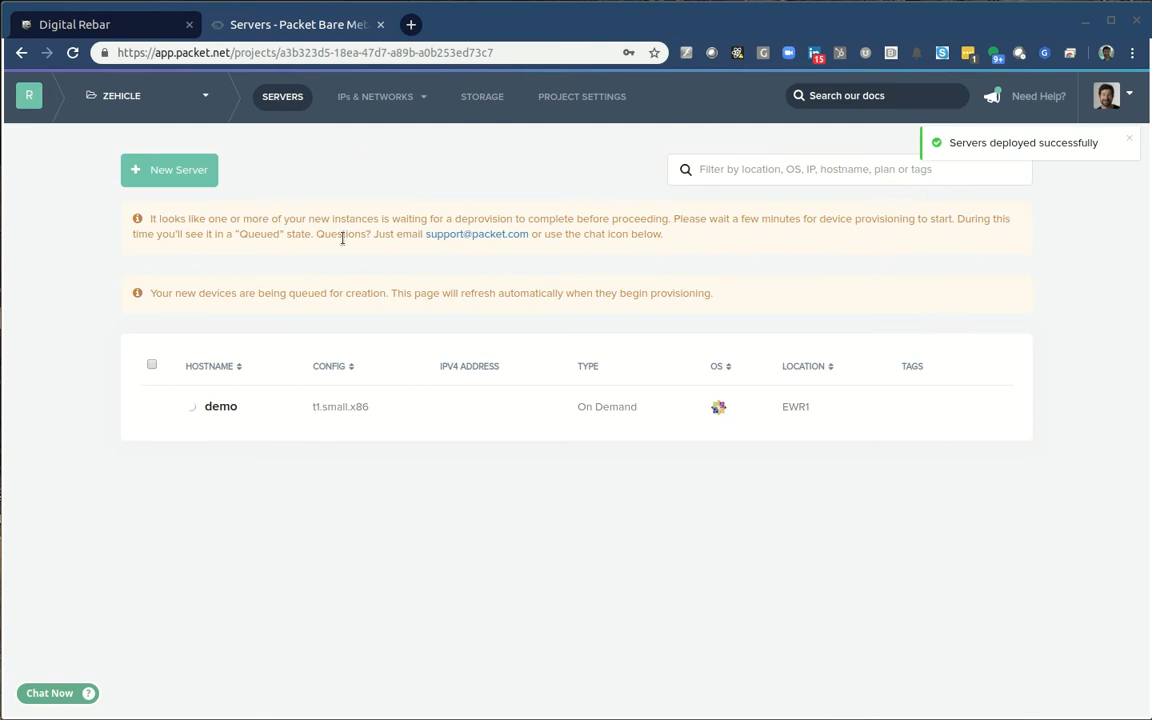 Digital Rebar
Servers - Packet Bare Met
https://app.packet.net/projects/a3b323d5-18ea-47d7-a89b-a0b253ed73c7
15
1
9+
R
ZEHICLE
SERVERS
IPs & NETWORKS
STORAGE
PROJECT SETTINGS
Search our docs
Need Help?
Servers deployed successfully
+ New Server
Filter by location, OS, IP, hostname, plan or tags
It looks like one or more of your new instances is waiting for a deprovision to complete before proceeding. Please wait a few minutes for device provisioning to start. During this
time you'll see it in a "Queued" state. Questions? Just email support@packet.com or use the chat icon below.
Your new devices are being queued for creation. This page will refresh automatically when they begin provisioning.
HOSTNAME CONFIG IPV4 ADDRESS TYPE OS LOCATION TAGS
demo t1.small.x86 On Demand EWR1
Chat Now ?